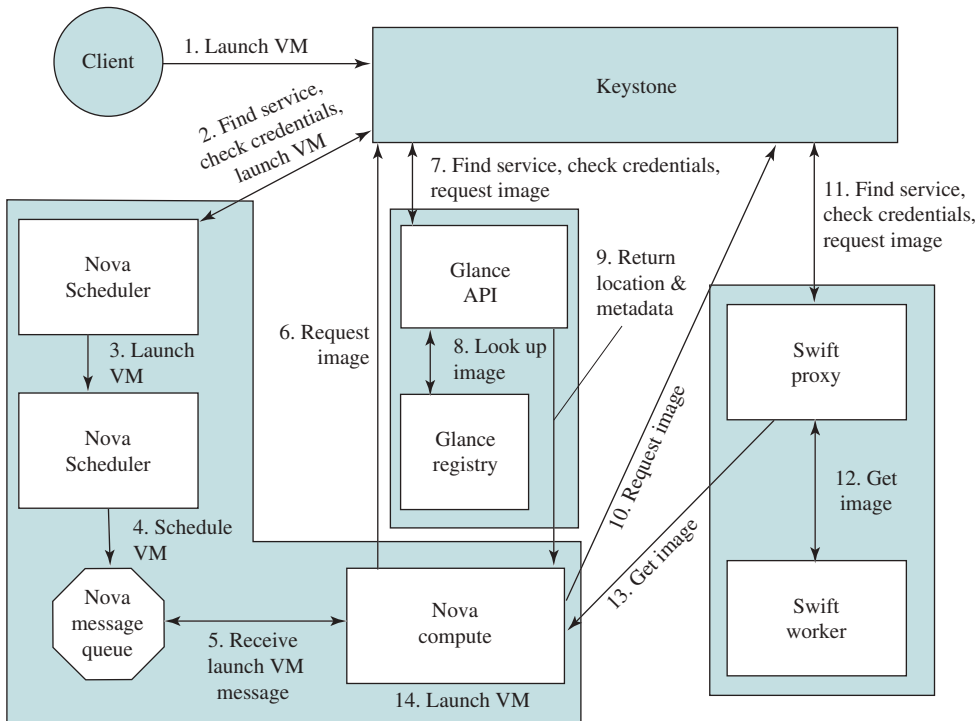 Client
1. Launch VM
Keystone
2. Find service,
check credentials,
launch VM
7. Find service, check credentials,
request image
11. Find service,
check credentials,
request image
Nova
Scheduler
Glance
API
9. Return
location &
metadata
6. Request
image
3. Launch
VM
8. Look up
image
Swift
proxy
Nova
Scheduler
Glance
registry
10. Request image
12. Get
image
4. Schedule
VM
13. Get image
Nova
message
queue
Nova
compute
Swift
worker
5. Receive
launch VM
message
14. Launch VM